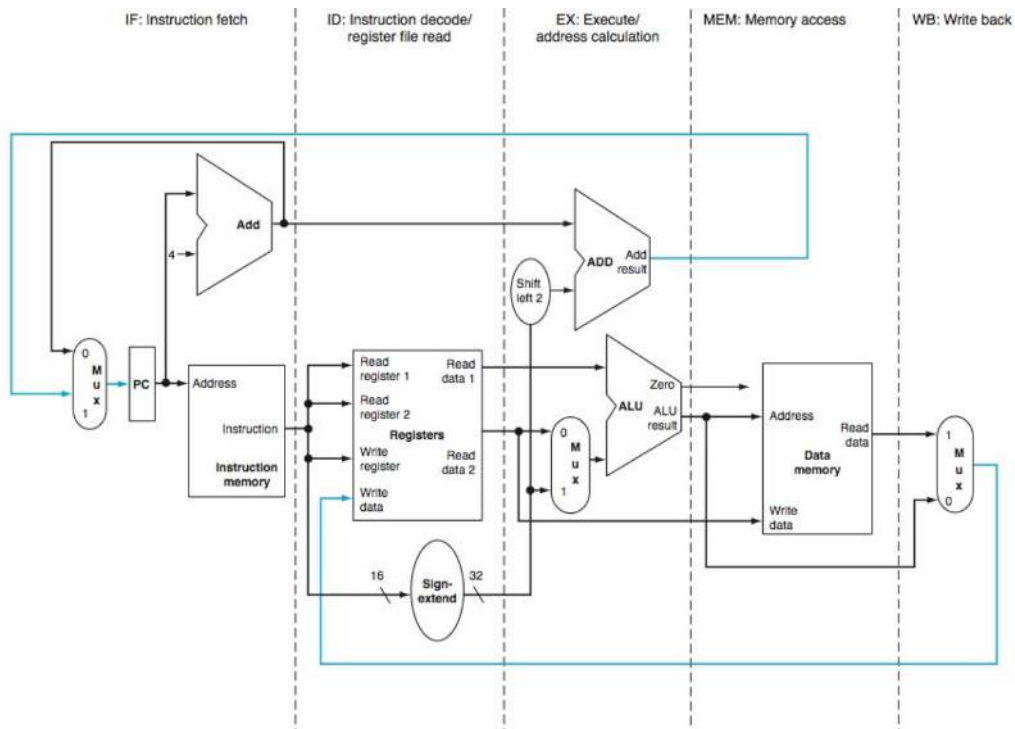 IF: Instruction fetch
ID: Instruction decode/
register file read
EX: Execute/
address calculation
MEM: Memory access
WB: Write back
Add
4
ADD
Add
result
Shift
left 2
0
M
u
x
1
PC
Address
Instruction
Instruction
memory
Read
register 1
Read
register 2
Write
register
Write
data
Registers
Read
data 1
Read
data 2
0
M
u
x
1
Zero
ALU
ALU
result
Address
Read
data
Data
memory
Write
data
1
M
u
x
0
16
Sign-
extend
32